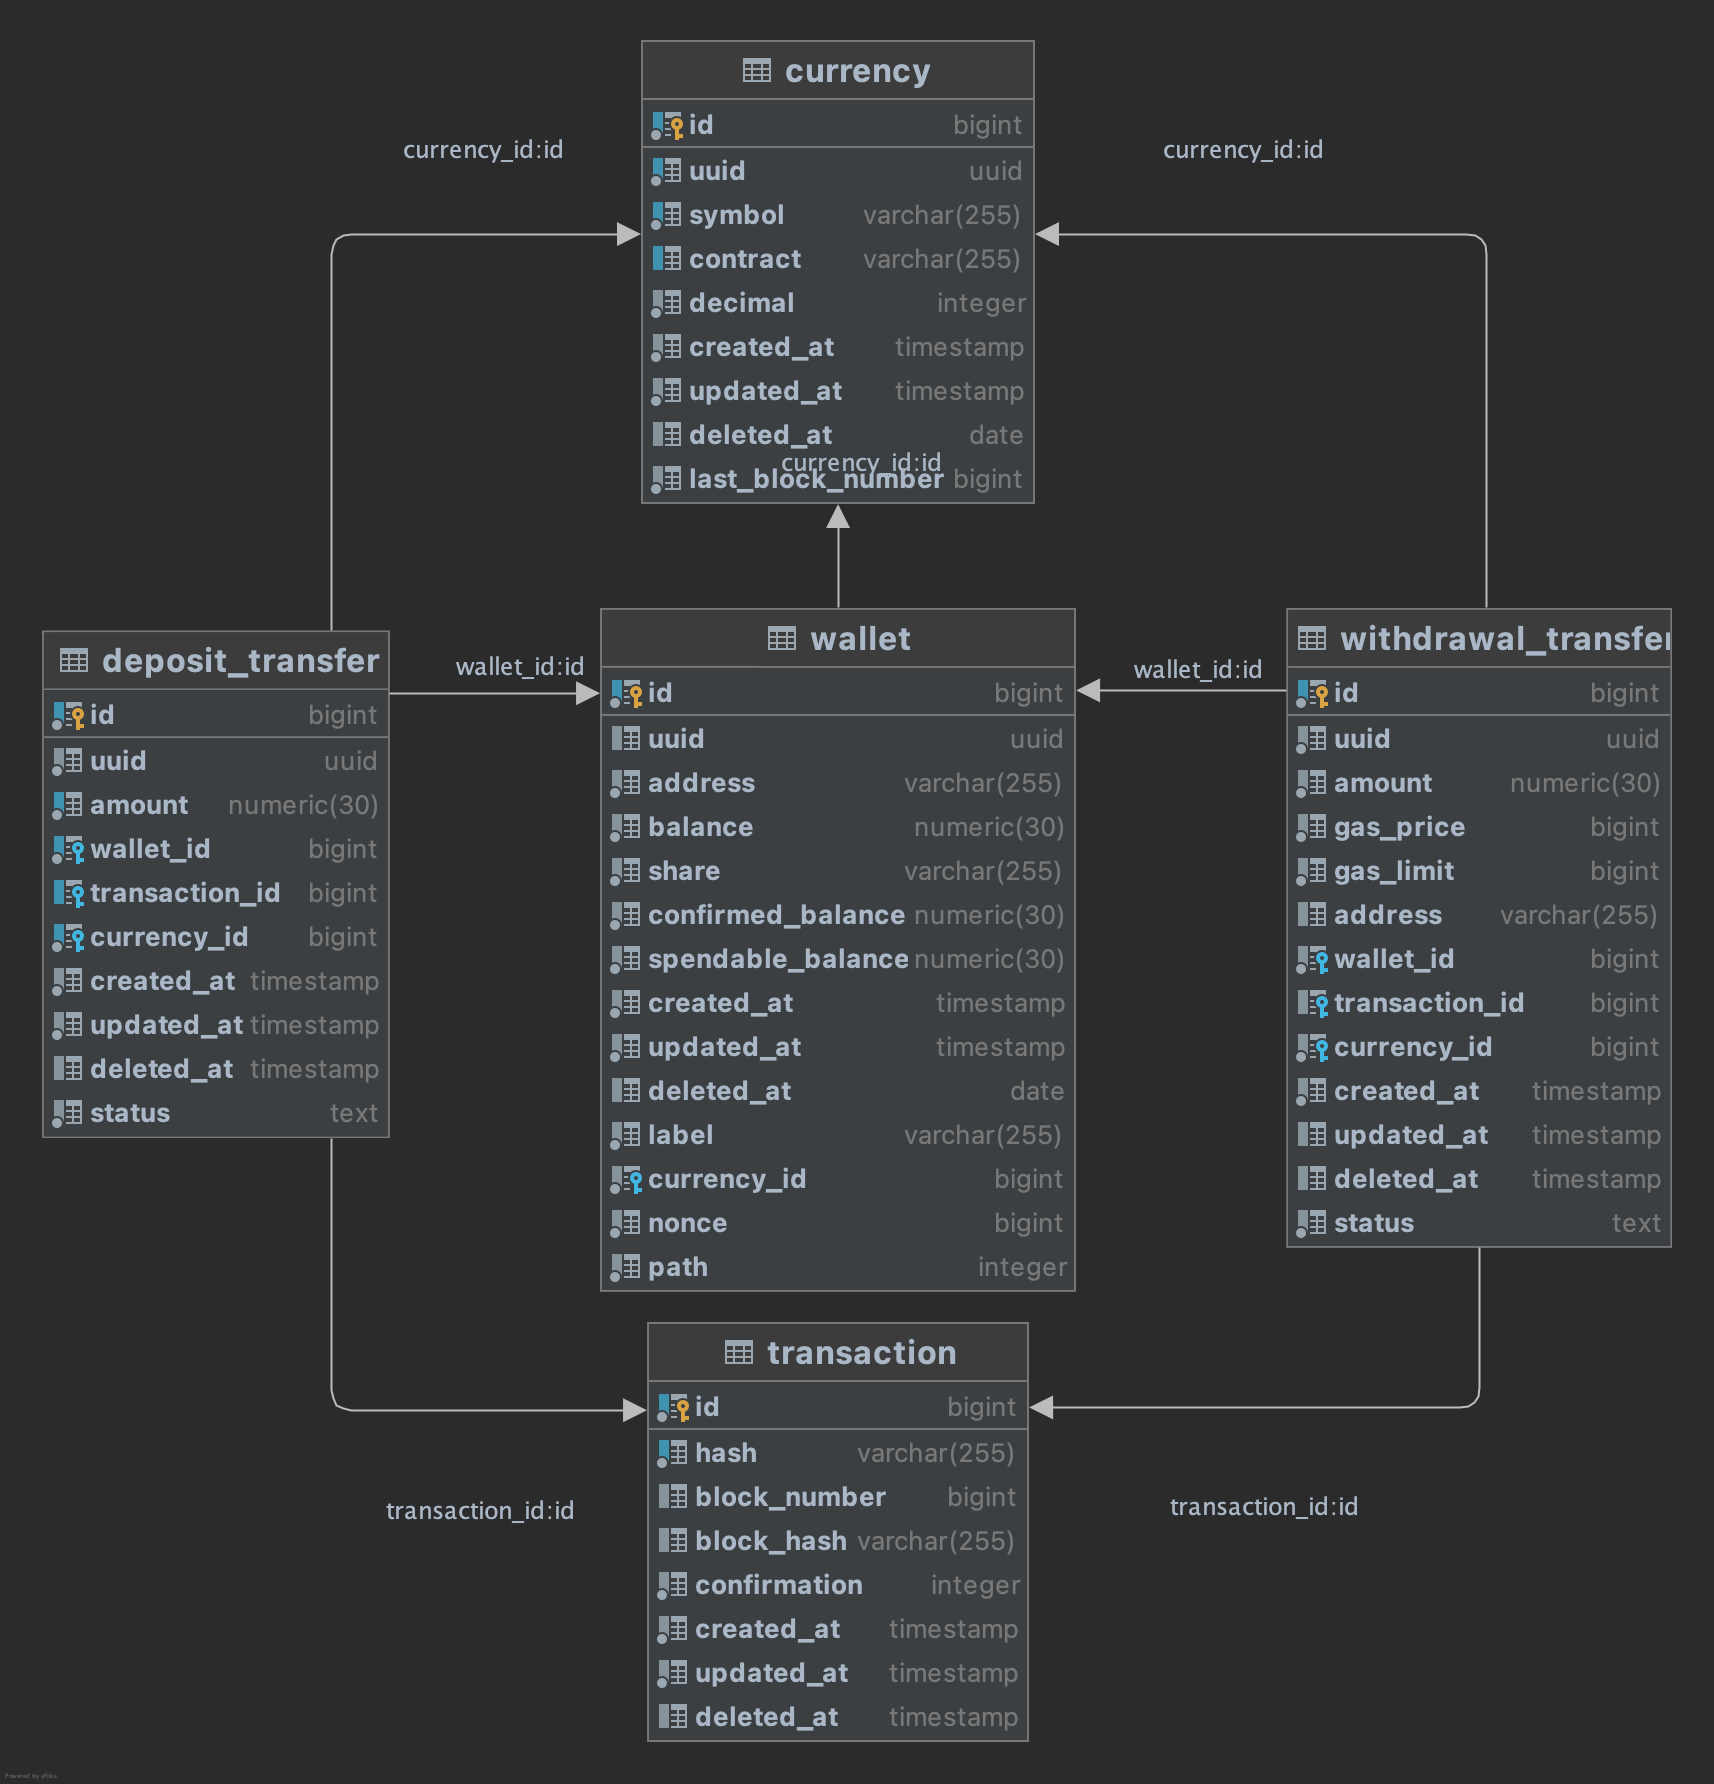 currency
id bigint
uuid uuid
symbol varchar(255)
contract varchar(255)
decimal integer
created_at timestamp
updated_at timestamp
deleted_at date
last_block_number bigint
currency_id:id
currency_id:id
currency_id:id
deposit_transfer
id bigint
uuid uuid
amount numeric(30)
wallet_id bigint
transaction_id bigint
currency_id bigint
created_at timestamp
updated_at timestamp
deleted_at timestamp
status text
wallet_id:id
wallet
id bigint
uuid uuid
address varchar(255)
balance numeric(30)
share varchar(255)
confirmed_balance numeric(30)
spendable_balance numeric(30)
created_at timestamp
updated_at timestamp
deleted_at date
label varchar(255)
currency_id bigint
nonce bigint
path integer
wallet_id:id
withdrawal_transfer
id bigint
uuid uuid
amount numeric(30)
gas_price bigint
gas_limit bigint
address varchar(255)
wallet_id bigint
transaction_id bigint
currency_id bigint
created_at timestamp
updated_at timestamp
deleted_at timestamp
status text
transaction
id bigint
hash varchar(255)
block_number bigint
block_hash varchar(255)
confirmation integer
created_at timestamp
updated_at timestamp
deleted_at timestamp
transaction_id:id
transaction_id:id
Powered by yFiles